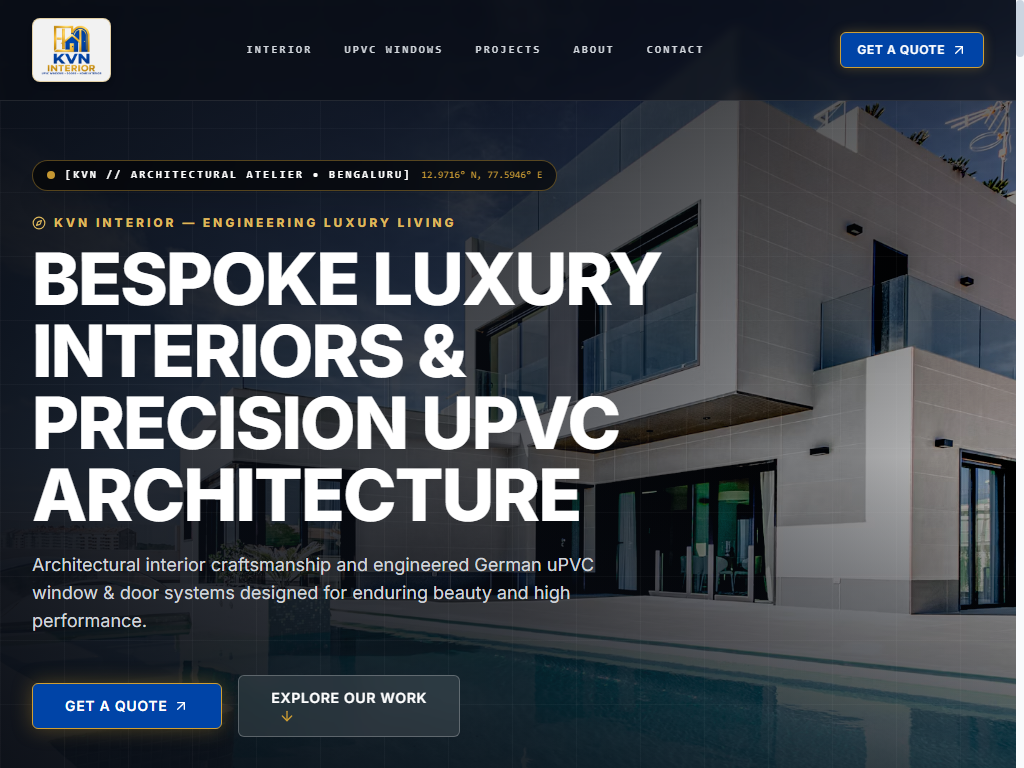 KVN
INTERIOR
INTERIOR
UPVC WINDOWS
PROJECTS
ABOUT
CONTACT
GET A QUOTE
[KVN // ARCHITECTURAL ATELIER • BENGALURU] 12.9716° N, 77.5946° E
KVN INTERIOR — ENGINEERING LUXURY LIVING
BESPOKE LUXURY
INTERIORS &
PRECISION UPVC
ARCHITECTURE
Architectural interior craftsmanship and engineered German uPVC
window & door systems designed for enduring beauty and high
performance.
GET A QUOTE
EXPLORE OUR WORK